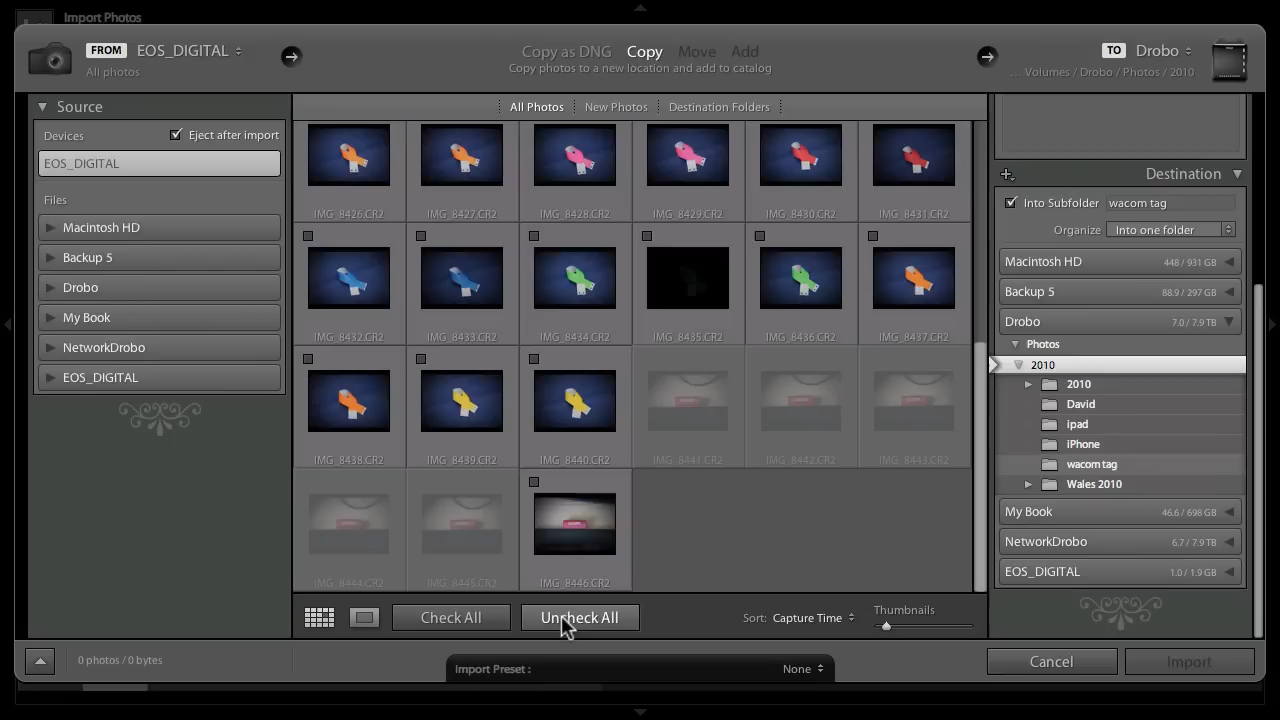 Import Photos
FROM EOS_DIGITAL
All photos
Copy as DNG Copy Move Add
Copy photos to a new location and add to catalog
TO Drobo
... Volumes / Drobo / Photos / 2010
Source
Devices Eject after import
EOS_DIGITAL
Files
Macintosh HD
Backup 5
Drobo
My Book
NetworkDrobo
EOS_DIGITAL
All Photos New Photos Destination Folders
IMG_8426.CR2 IMG_8427.CR2 IMG_8428.CR2 IMG_8429.CR2 IMG_8430.CR2 IMG_8431.CR2
IMG_8432.CR2 IMG_8433.CR2 IMG_8434.CR2 IMG_8435.CR2 IMG_8436.CR2 IMG_8437.CR2
IMG_8438.CR2 IMG_8439.CR2 IMG_8440.CR2 IMG_8441.CR2 IMG_8442.CR2 IMG_8443.CR2
IMG_8444.CR2 IMG_8445.CR2 IMG_8446.CR2
Check All Uncheck All Sort: Capture Time Thumbnails
Destination
Into Subfolder wacom tag
Organize Into one folder
Macintosh HD 448 / 931 GB
Backup 5 88.9 / 297 GB
Drobo 7.0 / 7.9 TB
Photos
2010
2010
David
ipad
iPhone
wacom tag
Wales 2010
My Book 46.6 / 698 GB
NetworkDrobo 6.7 / 7.9 TB
EOS_DIGITAL 1.0 / 1.9 GB
0 photos / 0 bytes
Import Preset : None
Cancel Import